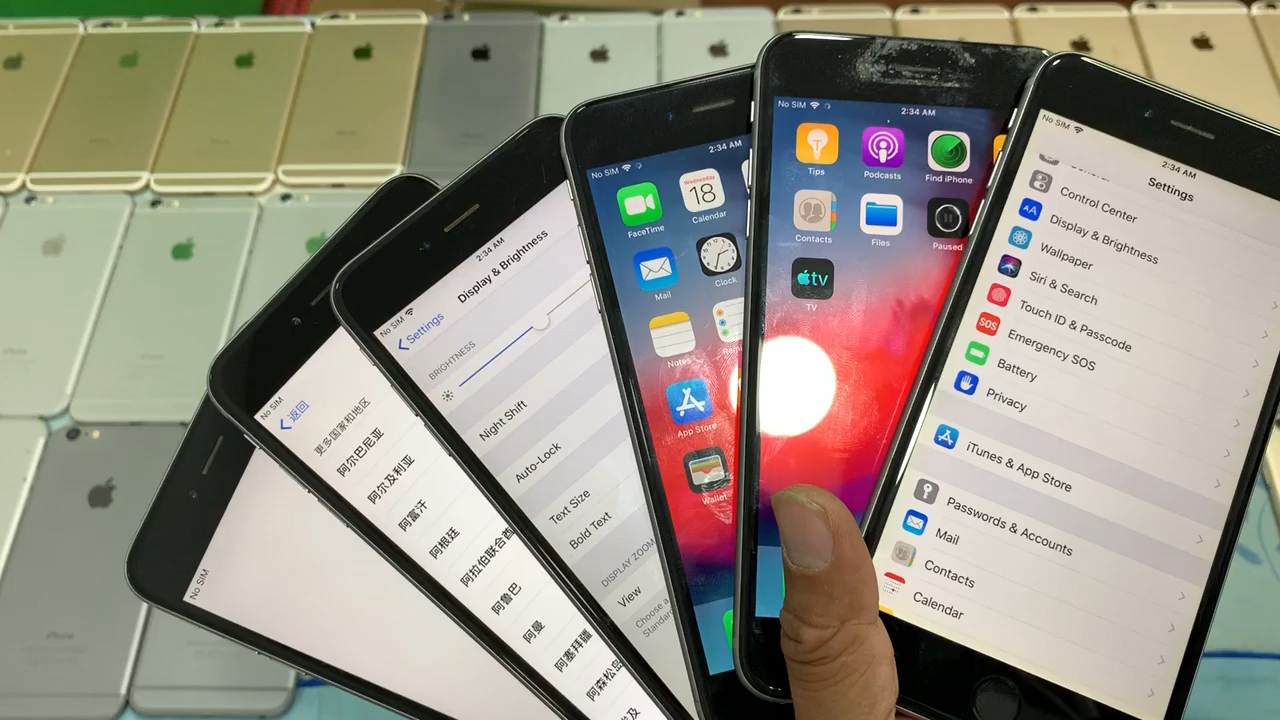 No SIM
No SIM
返回
更多国家和地区
阿尔巴尼亚
阿尔及利亚
阿富汗
阿根廷
阿拉伯联合酋
阿鲁巴
阿曼
阿塞拜疆
阿森松岛
埃及
No SIM
2:34 AM
Settings
Display & Brightness
BRIGHTNESS
Night Shift
Auto-Lock
Text Size
Bold Text
DISPLAY ZOOM
View
Choose a
Standard
No SIM
2:34 AM
FaceTime
Wednesday
18
Calendar
Mail
Clock
Notes
App Store
Wallet
No SIM
2:34 AM
Tips
Podcasts
Find iPhone
Contacts
Files
Paused
tv
TV
No SIM
2:34 AM
Settings
Control Center
AA
Display & Brightness
Wallpaper
Siri & Search
Touch ID & Passcode
SOS
Emergency SOS
Battery
Privacy
iTunes & App Store
Passwords & Accounts
Mail
Contacts
Calendar
iPhone